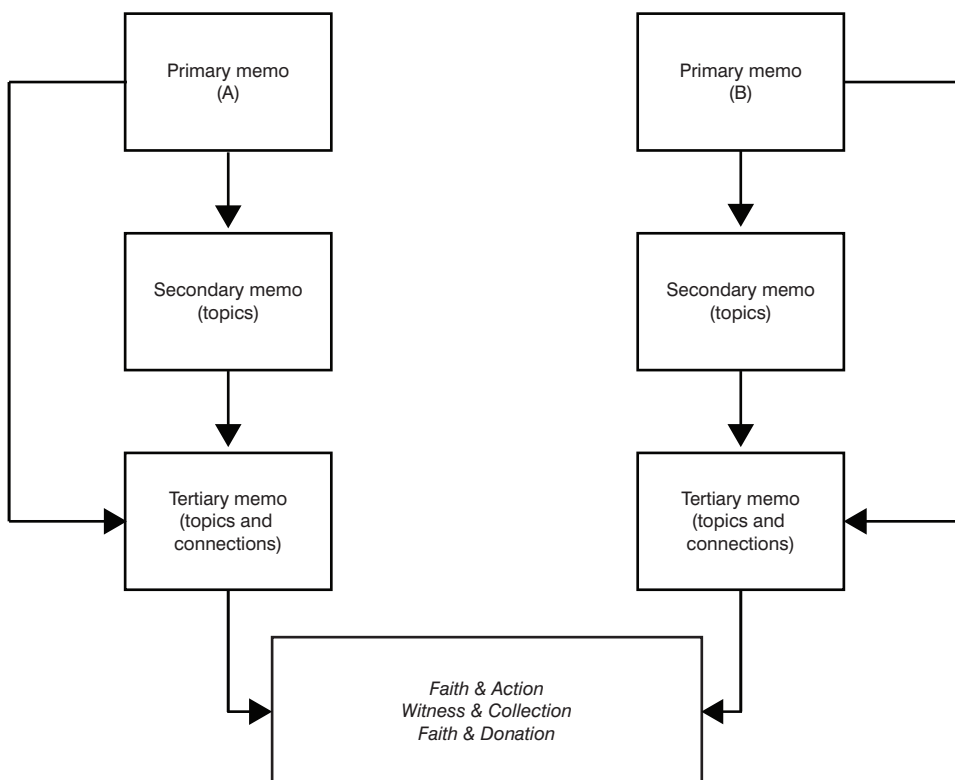 Primary memo
(A)
Primary memo
(B)
Secondary memo
(topics)
Secondary memo
(topics)
Tertiary memo
(topics and
connections)
Tertiary memo
(topics and
connections)
Faith & Action
Witness & Collection
Faith & Donation